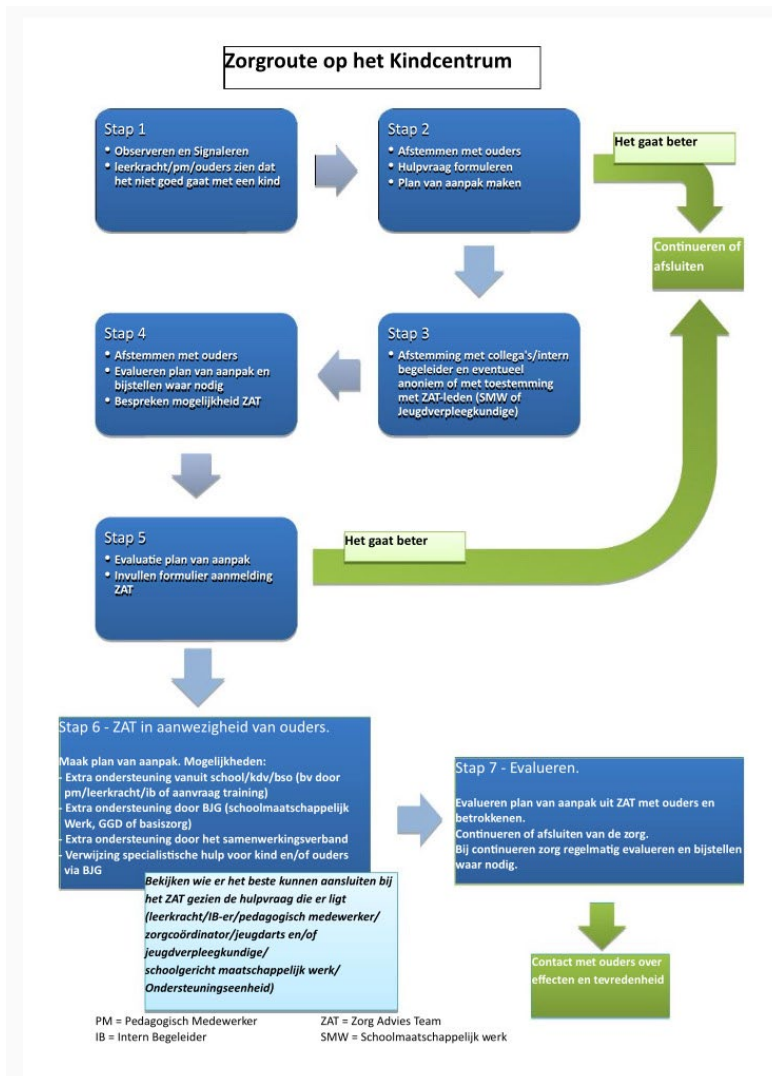 Zorgroute op het Kindcentrum
Stap 1
• Observeren en Signaleren
• leerkracht/pm/ouders zien dat
het niet goed gaat met een kind
Stap 2
• Afstemmen met ouders
• Hulpvraag formuleren
• Plan van aanpak maken
Het gaat beter
Continueren of
afsluiten
Stap 3
• Afstemming met collega's/intern
begeleider en eventueel
anoniem of met toestemming
met ZAT-leden (SMW of
Jeugdverpleegkundige)
Stap 4
• Afstemmen met ouders
• Evalueren plan van aanpak en
bijstellen waar nodig
• Bespreken mogelijkheid ZAT
Stap 5
• Evaluatie plan van aanpak
• Invullen formulier aanmelding
ZAT
Het gaat beter
Stap 6 - ZAT in aanwezigheid van ouders.
Maak plan van aanpak. Mogelijkheden:
- Extra ondersteuning vanuit school/kdv/bso (bv door
pm/leerkracht/ib of aanvraag training)
- Extra ondersteuning door BJG (schoolmaatschappelijk
Werk, GGD of basiszorg)
- Extra ondersteuning door het samenwerkingsverband
- Verwijzing specialistische hulp voor kind en/of ouders
via BJG
Bekijken wie er het beste kunnen aansluiten bij
het ZAT gezien de hulpvraag die er ligt
(leerkracht/IB-er/pedagogisch medewerker/
zorgcoördinator/jeugdarts en/of
jeugdverpleegkundige/
schoolgericht maatschappelijk werk/
Ondersteuningseenheid)
Stap 7 - Evalueren.
Evalueren plan van aanpak uit ZAT met ouders en
betrokkenen.
Continueren of afsluiten van de zorg.
Bij continueren zorg regelmatig evalueren en bijstellen
waar nodig.
Contact met ouders over
effecten en tevredenheid
PM = Pedagogisch Medewerker
ZAT = Zorg Advies Team
IB = Intern Begeleider
SMW = Schoolmaatschappelijk werk